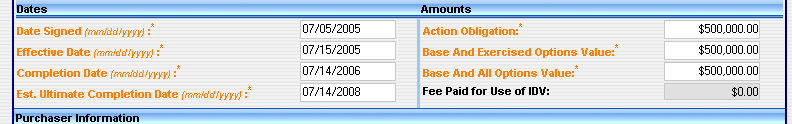 Dates Amounts
Date Signed (mm/dd/yyyy) :* 07/05/2005 Action Obligation:* $500,000.00
Effective Date (mm/dd/yyyy) :* 07/15/2005 Base And Exercised Options Value:* $500,000.00
Completion Date (mm/dd/yyyy) :* 07/14/2006 Base And All Options Value:* $500,000.00
Est. Ultimate Completion Date (mm/dd/yyyy) :* 07/14/2008 Fee Paid for Use of IDV: $0.00
Purchaser Information